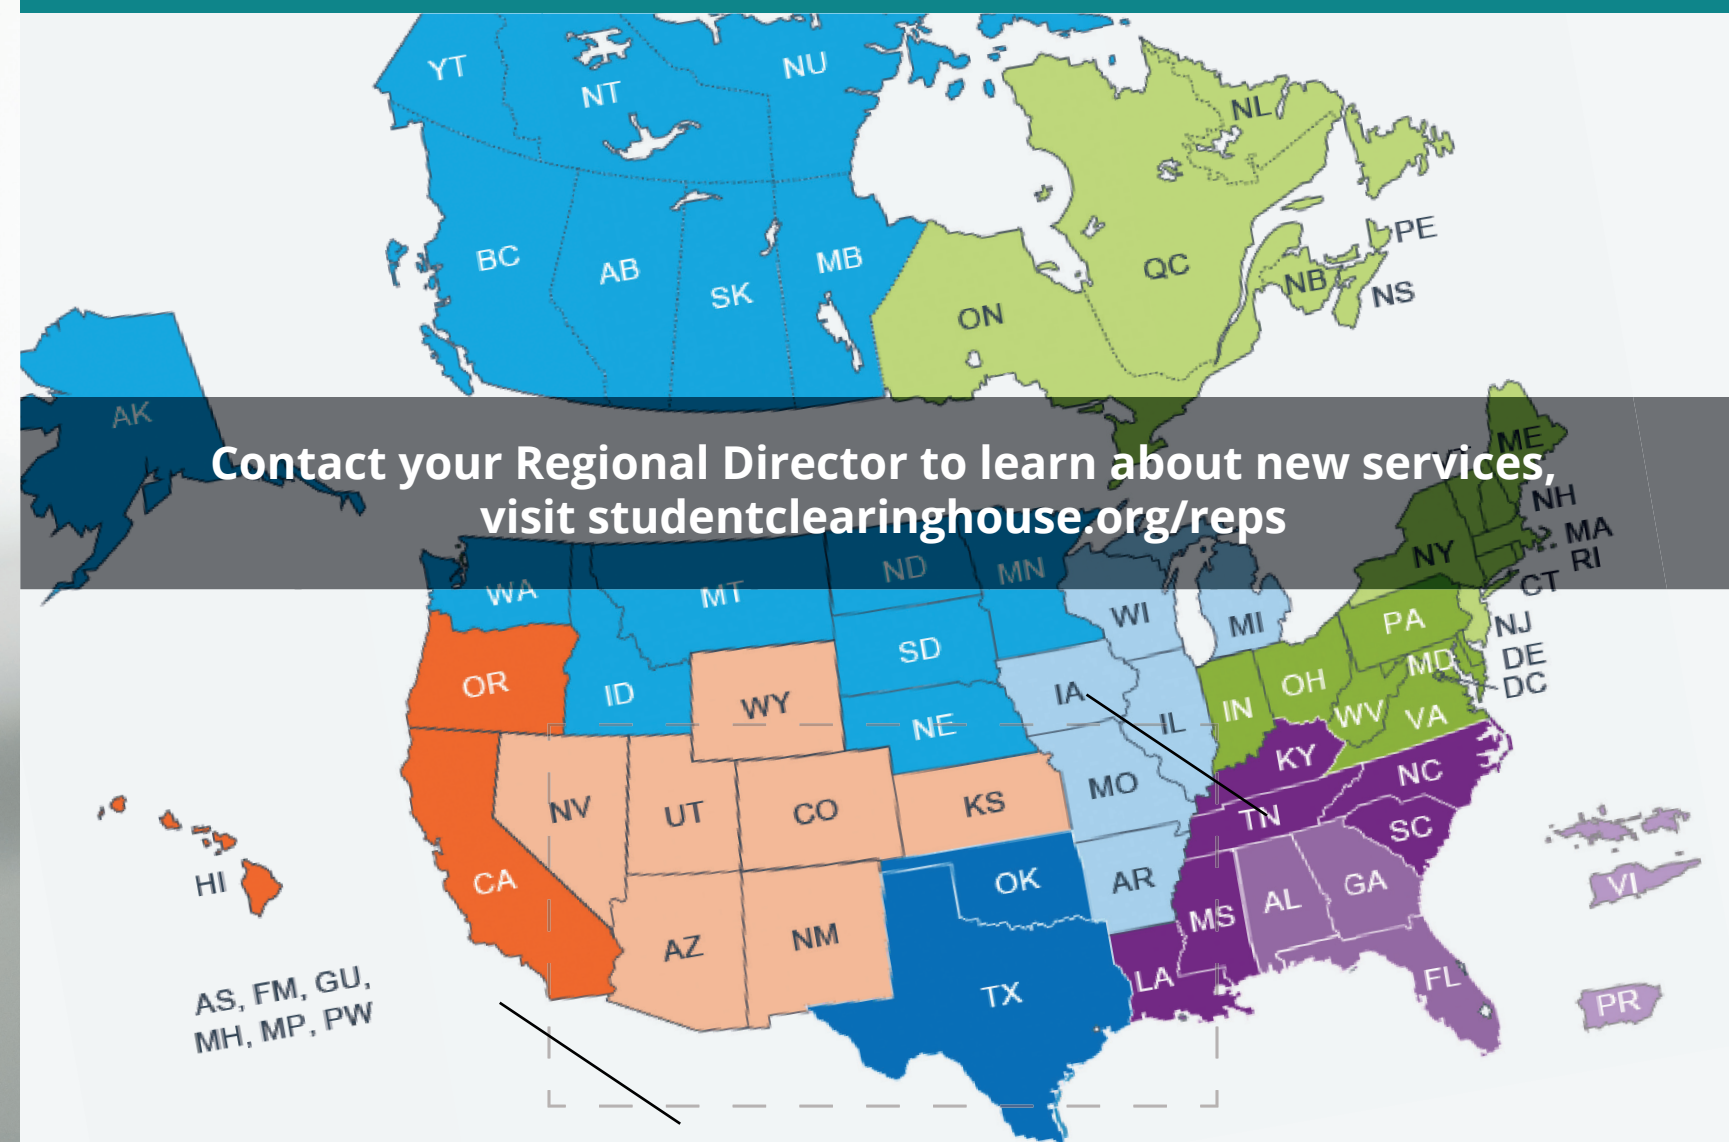 YT
NT
NU
NL
BC
AB
SK
MB
ON
QC
PE
NB
NS
AK
ME
VT
Contact your Regional Director to learn about new services,
visit studentclearinghouse.org/reps
NH
MA
RI
CT
NY
WA
MT
ND
MN
WI
MI
PA
NJ
DE
DC
MD
OR
ID
WY
SD
NE
IA
IL
IN
OH
WV
VA
KY
NV
UT
CO
KS
MO
TN
NC
SC
HI
CA
AZ
NM
OK
AR
MS
AL
GA
VI
AS, FM, GU,
MH, MP, PW
TX
LA
FL
PR